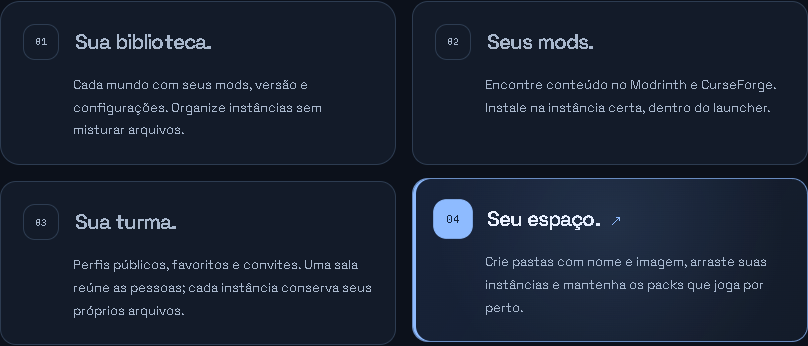 01 Sua biblioteca.
Cada mundo com seus mods, versão e
configurações. Organize instâncias sem
misturar arquivos.
02 Seus mods.
Encontre conteúdo no Modrinth e CurseForge.
Instale na instância certa, dentro do launcher.
03 Sua turma.
Perfis públicos, favoritos e convites. Uma sala
reúne as pessoas; cada instância conserva seus
próprios arquivos.
04 Seu espaço. ↗
Crie pastas com nome e imagem, arraste suas
instâncias e mantenha os packs que joga por
perto.